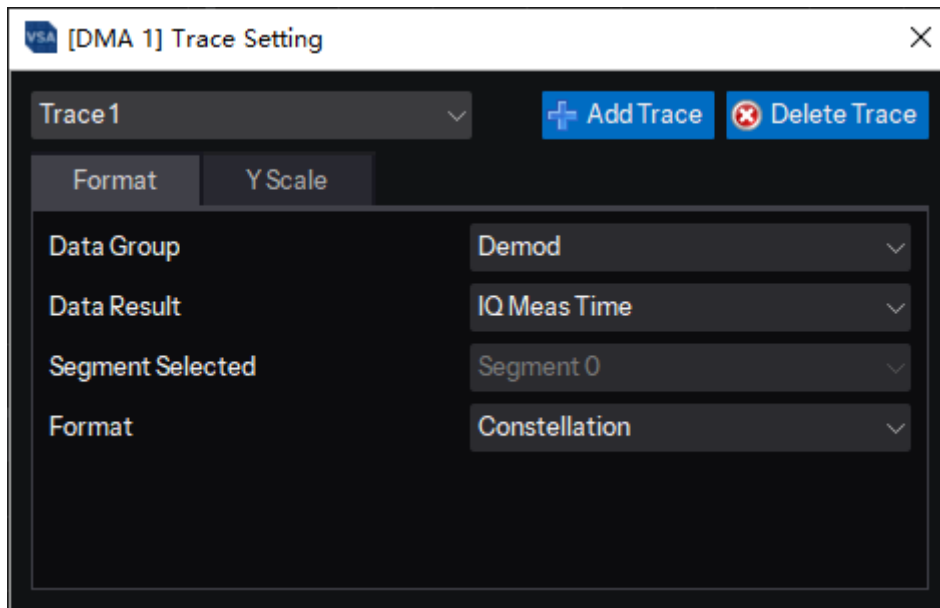 VSA [DMA 1] Trace Setting
Trace 1
Add Trace
Delete Trace
Format
Y Scale
Data Group
Demod
Data Result
IQ Meas Time
Segment Selected
Segment 0
Format
Constellation